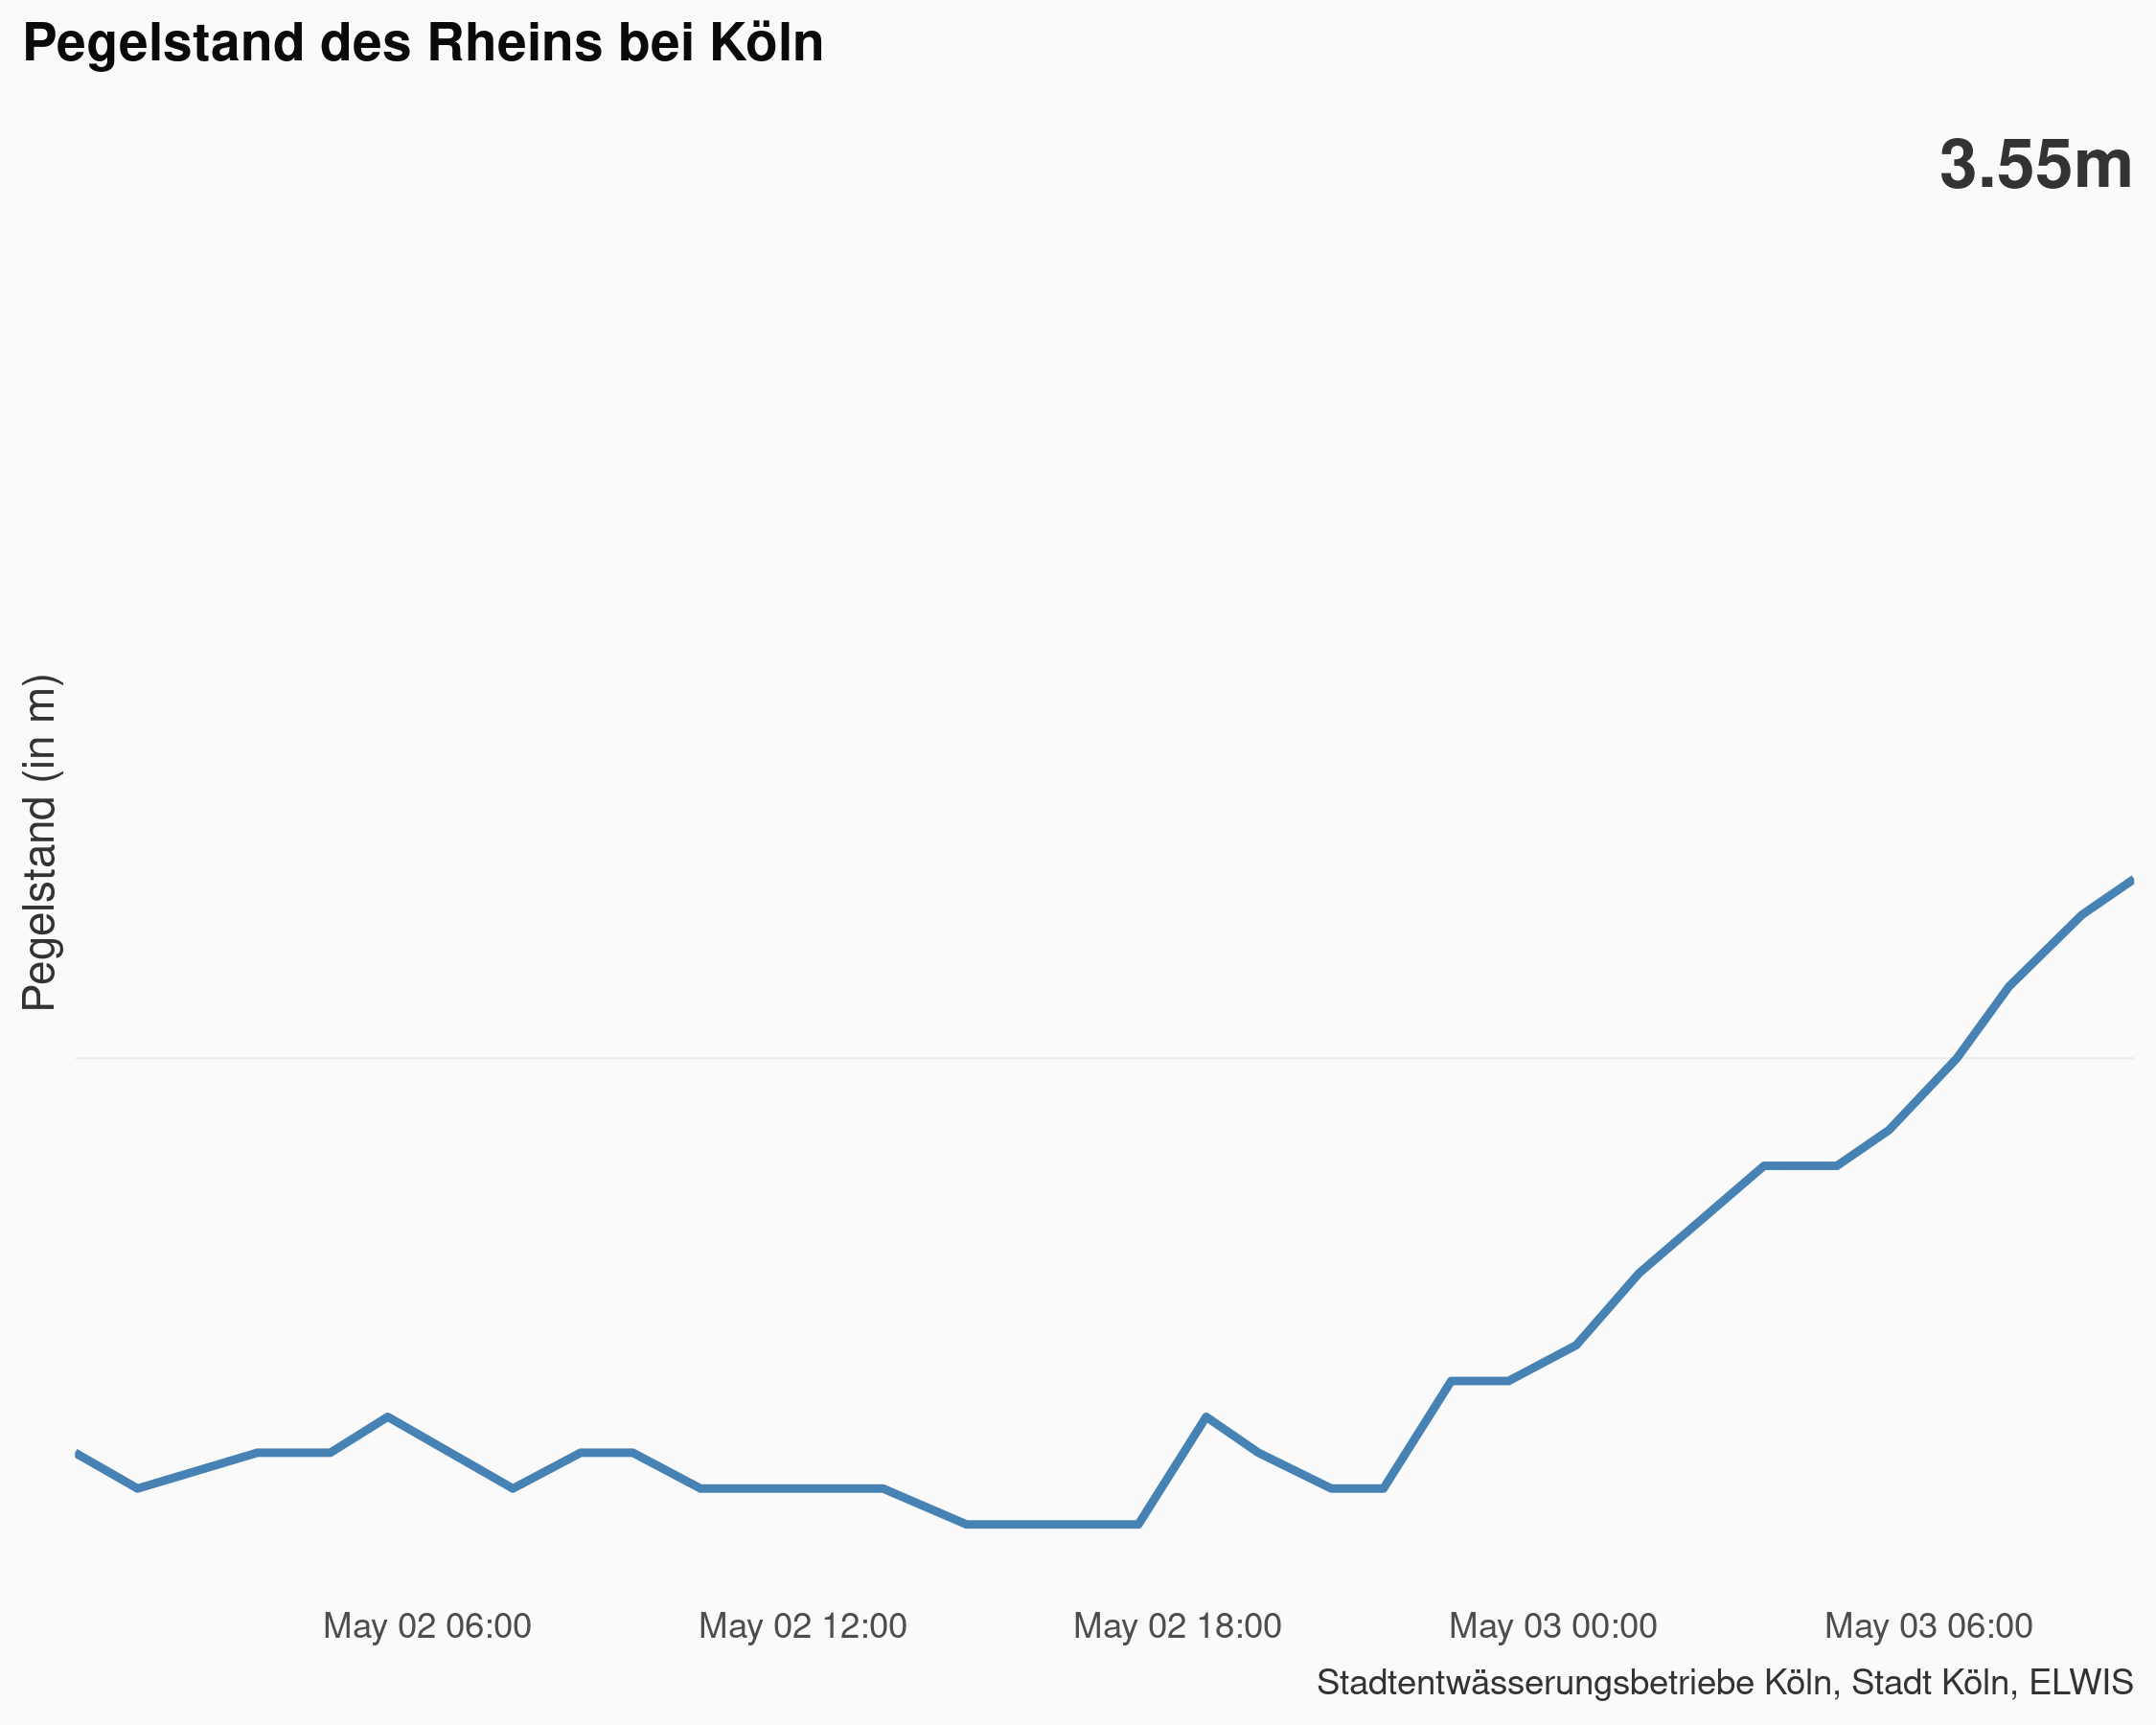 Pegelstand des Rheins bei Köln
3.55m
Pegelstand (in m)
May 02 06:00
May 02 12:00
May 02 18:00
May 03 00:00
May 03 06:00
Stadtentwässerungsbetriebe Köln, Stadt Köln, ELWIS